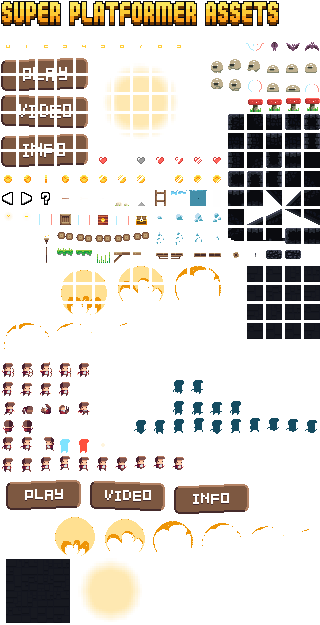 SUPER PLATFORMER ASSETS
PLAY
VIDEO
INFO
?
PLAY VIDEO INFO